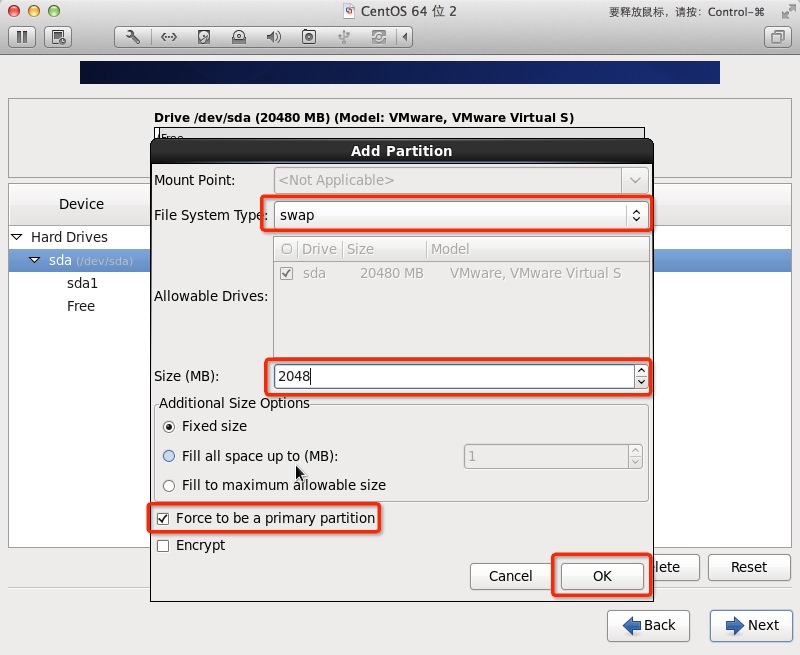 CentOS 64 位 2
要释放鼠标，请按：Control-⌘
Drive /dev/sda (20480 MB) (Model: VMware, VMware Virtual S)
Free
Add Partition
Mount Point: <Not Applicable>
Device
File System Type: swap
Drive Size Model
Hard Drives
sda (/dev/sda)
sda 20480 MB VMware, VMware Virtual S
sda1
Allowable Drives:
Free
Size (MB): 2048
Additional Size Options
Fixed size
Fill all space up to (MB): 1
Fill to maximum allowable size
Force to be a primary partition
Encrypt
Cancel OK lete Reset
Back Next